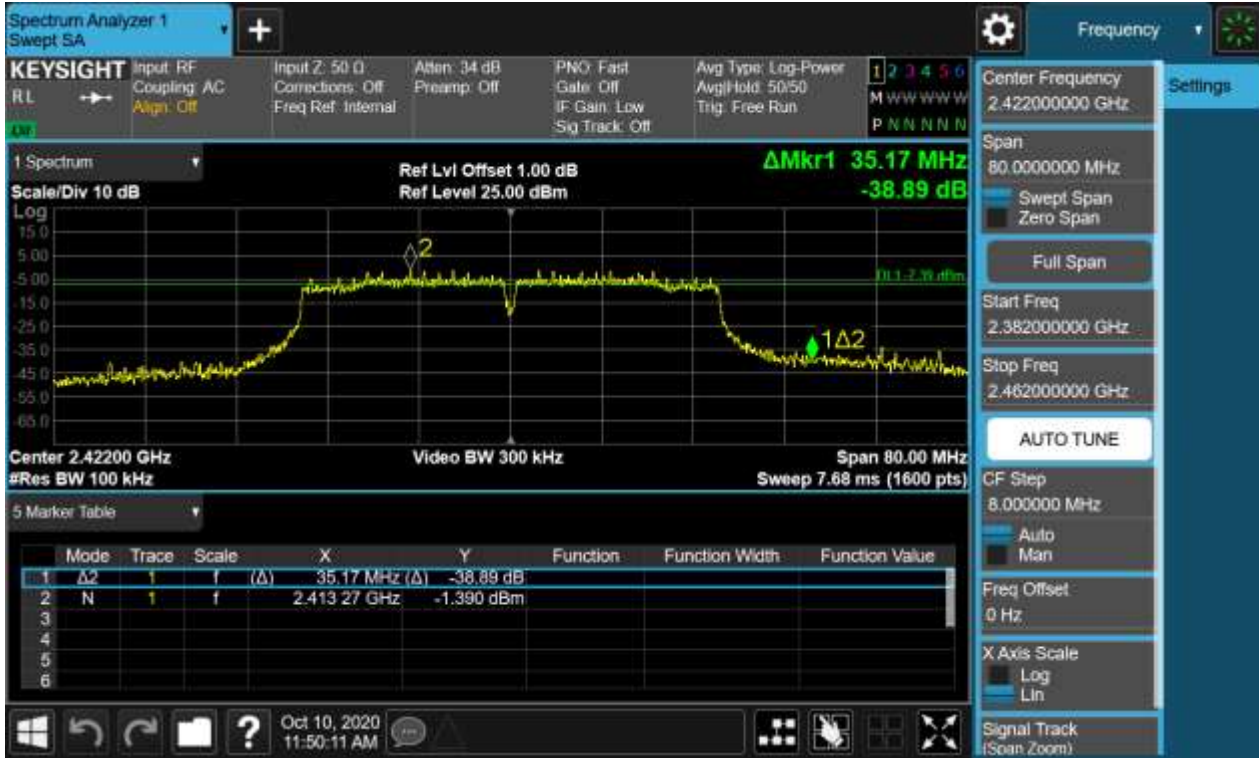 Spectrum Analyzer 1
Swept SA
Frequency
KEYSIGHT
RL
Input: RF
Coupling: AC
Align: Off
Input Z: 50 Ω
Corrections: Off
Freq Ref: Internal
Atten: 34 dB
Preamp: Off
PNO: Fast
Gate: Off
IF Gain: Low
Sig Track: Off
Avg Type: Log-Power
Avg|Hold: 50/50
Trig: Free Run
1 2 3 4 5 6
M W W W W W
P N N N N N
Settings
Center Frequency
2.422000000 GHz
Span
80.0000000 MHz
Swept Span
Zero Span
Full Span
Start Freq
2.382000000 GHz
Stop Freq
2.462000000 GHz
AUTO TUNE
CF Step
8.000000 MHz
Auto
Man
Freq Offset
0 Hz
X Axis Scale
Log
Lin
Signal Track
(Span Zoom)
1 Spectrum
Scale/Div 10 dB
Ref Lvl Offset 1.00 dB
Ref Level 25.00 dBm
ΔMkr1 35.17 MHz
-38.89 dB
Log
15.0
5.00
-5.00
-15.0
-25.0
-35.0
-45.0
-55.0
-65.0
2
DL1 -7.39 dBm
1Δ2
Center 2.42200 GHz
#Res BW 100 kHz
Video BW 300 kHz
Span 80.00 MHz
Sweep 7.68 ms (1600 pts)
5 Marker Table
Mode Trace Scale X Y Function Function Width Function Value
1 Δ2 1 f (Δ) 35.17 MHz (Δ) -38.89 dB
2 N 1 f 2.413 27 GHz -1.390 dBm
3
4
5
6
?
Oct 10, 2020
11:50:11 AM